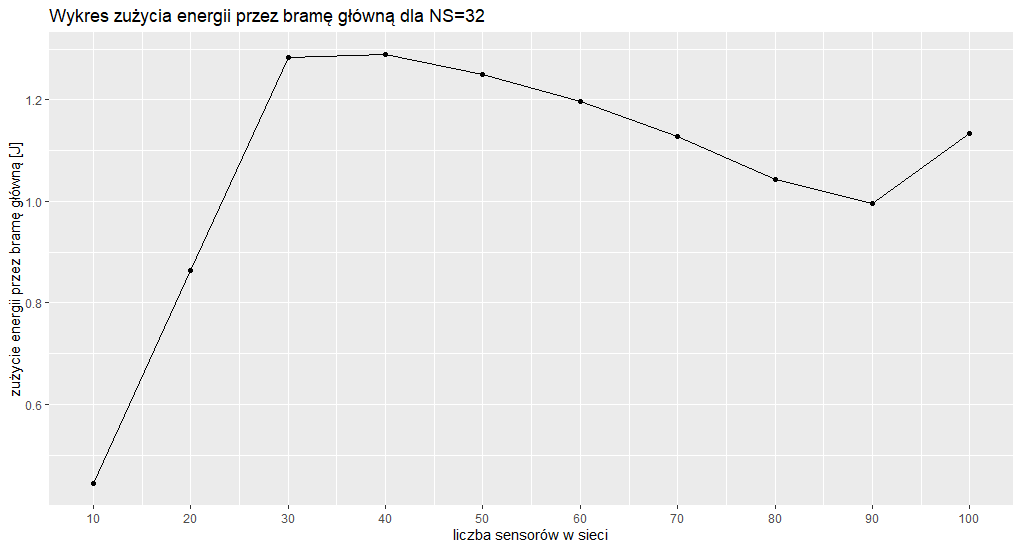 Wykres zużycia energii przez bramę główną dla NS=32
zużycie energii przez bramę główną [J]
1.2
1.0
0.8
0.6
10 20 30 40 50 60 70 80 90 100
liczba sensorów w sieci